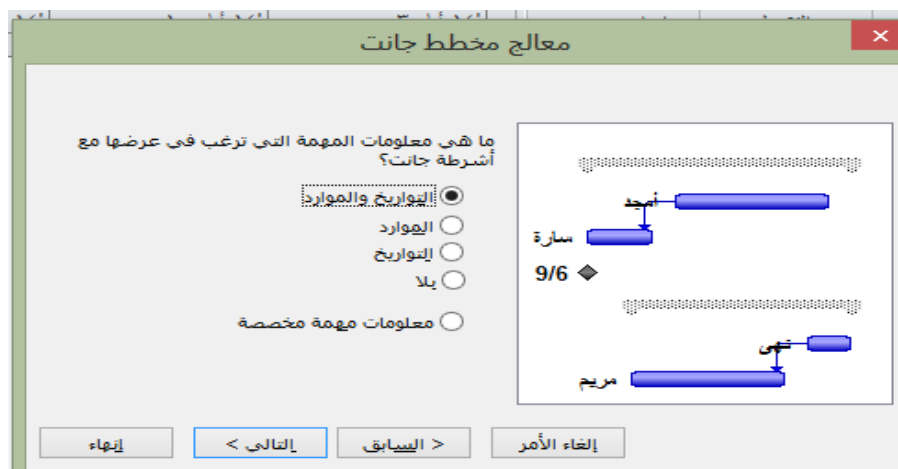 معالج مخطط جانت
ما هي معلومات المهمة التي ترغب في عرضها مع
أشرطة جانت؟
التواريخ والموارد
الموارد
التواريخ
بلا
معلومات مهمة مخصصة
أمجد
سارة
9/6
نهى
مريم
إلغاء الأمر
< السابق
التالي >
إنهاء